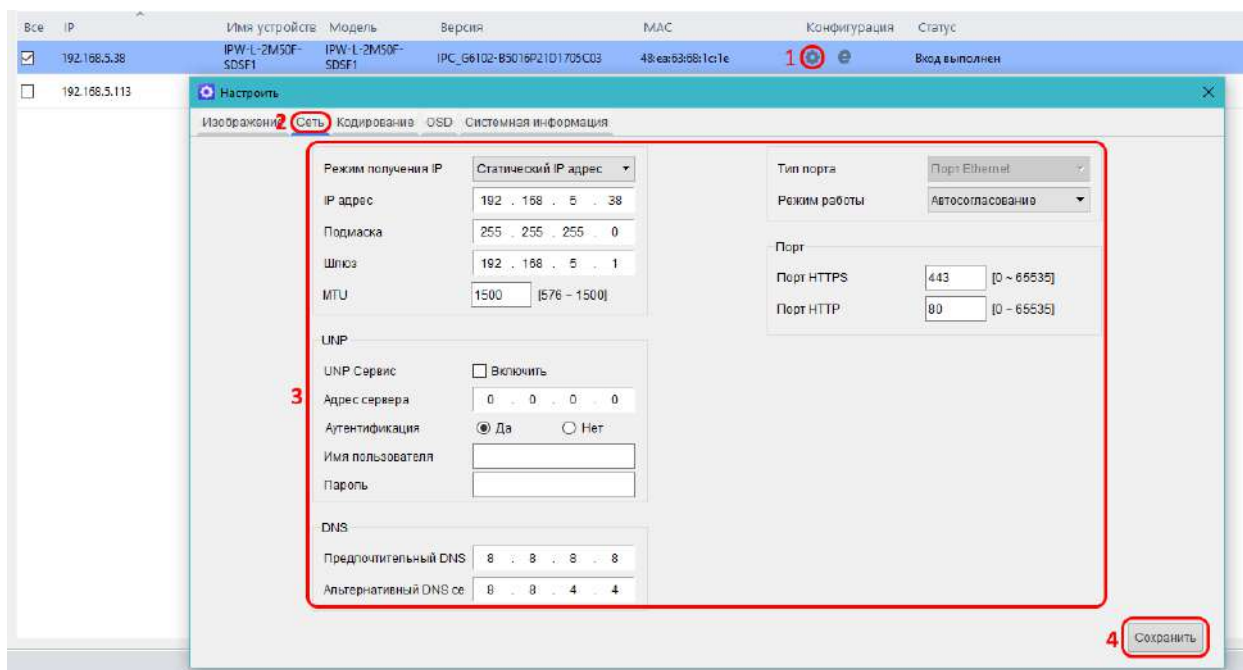 Все IP Имя устройств Модель Версия MAC Конфигурация Статус
192.168.5.38 IPW-L-2M50F-SDSF1 IPW-L-2M50F-SDSF1 IPC_G6102-B5016P21D1705C03 48:ea:63:68:1c:1e 1 Вход выполнен
192.168.5.113
Настроить
Изображение 2 Сеть Кодирование OSD Системная информация
Режим получения IP Статический IP адрес Тип порта Порт Ethernet
IP адрес 192 . 168 . 5 . 38 Режим работы Автосогласование
Подмаска 255 . 255 . 255 . 0
Порт
Шлюз 192 . 168 . 5 . 1
Порт HTTPS 443 [0 ~ 65535]
MTU 1500 [576 ~ 1500]
Порт HTTP 80 [0 ~ 65535]
UNP
UNP Сервис Включить
3 Адрес сервера 0 . 0 . 0 . 0
Аутентификация Да Нет
Имя пользователя
Пароль
DNS
Предпочтительный DNS 8 . 8 . 8 . 8
Альтернативный DNS се 8 . 8 . 4 . 4
4 Сохранить